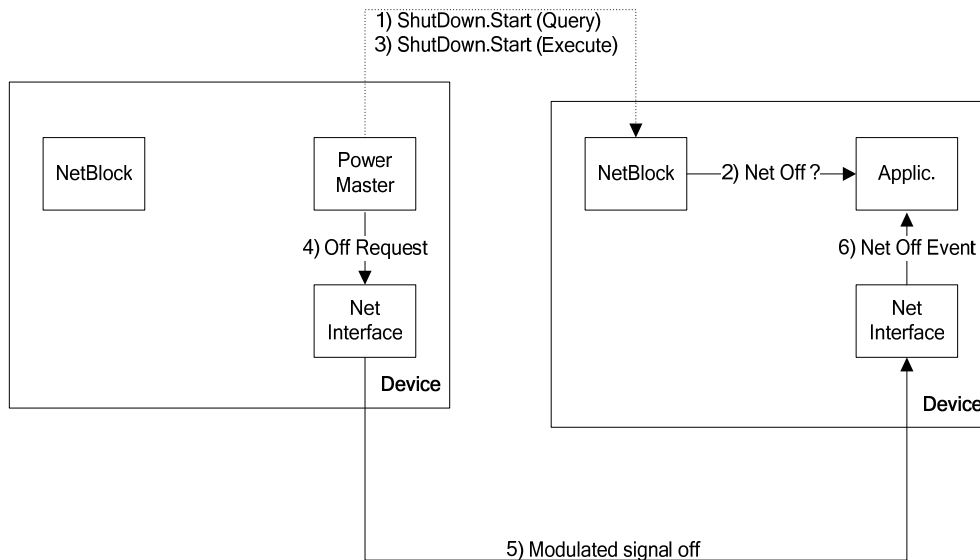 1) ShutDown.Start (Query)
3) ShutDown.Start (Execute)
NetBlock
Power
Master
NetBlock
2) Net Off ?
Applic.
4) Off Request
6) Net Off Event
Net
Interface
Net
Interface
Device
Device
5) Modulated signal off